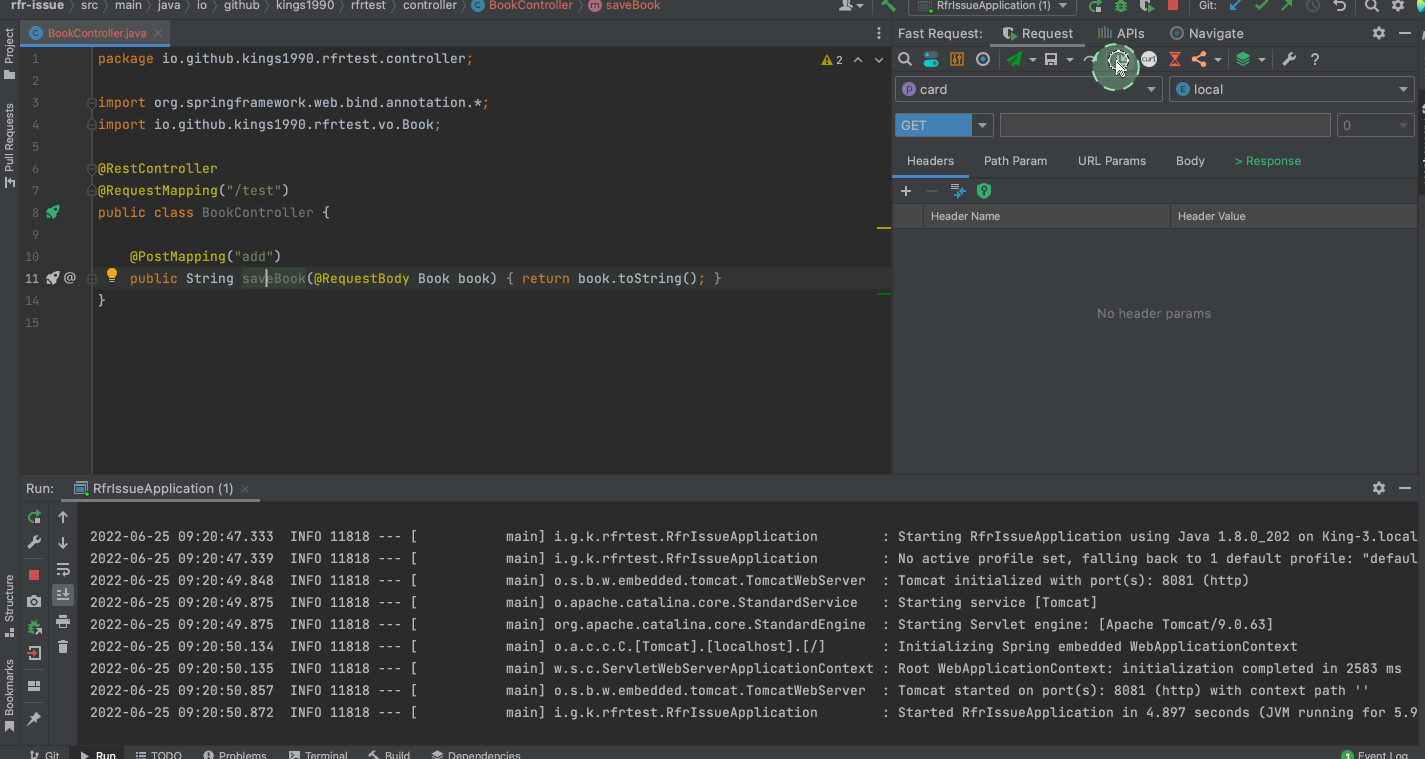 rfr-issue src main java io github kings1990 rfrtest controller BookController saveBook
RfrIssueApplication (1) Git:
Project
Pull Requests
Structure
Bookmarks
BookController.java
1 package io.github.kings1990.rfrtest.controller;
2
3 import org.springframework.web.bind.annotation.*;
4 import io.github.kings1990.rfrtest.vo.Book;
5
6 @RestController
7 @RequestMapping("/test")
8 public class BookController {
9
10 @PostMapping("add")
11 public String saveBook(@RequestBody Book book) { return book.toString(); }
14 }
15
2
Fast Request: Request APIs Navigate
curl
card local
GET 0
Headers Path Param URL Params Body > Response
Header Name Header Value
No header params
Run: RfrIssueApplication (1)
2022-06-25 09:20:47.333 INFO 11818 --- [ main] i.g.k.rfrtest.RfrIssueApplication : Starting RfrIssueApplication using Java 1.8.0_202 on King-3.local
2022-06-25 09:20:47.339 INFO 11818 --- [ main] i.g.k.rfrtest.RfrIssueApplication : No active profile set, falling back to 1 default profile: "defaul
2022-06-25 09:20:49.848 INFO 11818 --- [ main] o.s.b.w.embedded.tomcat.TomcatWebServer : Tomcat initialized with port(s): 8081 (http)
2022-06-25 09:20:49.875 INFO 11818 --- [ main] o.apache.catalina.core.StandardService : Starting service [Tomcat]
2022-06-25 09:20:49.875 INFO 11818 --- [ main] org.apache.catalina.core.StandardEngine : Starting Servlet engine: [Apache Tomcat/9.0.63]
2022-06-25 09:20:50.134 INFO 11818 --- [ main] o.a.c.c.C.[Tomcat].[localhost].[/] : Initializing Spring embedded WebApplicationContext
2022-06-25 09:20:50.135 INFO 11818 --- [ main] w.s.c.ServletWebServerApplicationContext : Root WebApplicationContext: initialization completed in 2583 ms
2022-06-25 09:20:50.857 INFO 11818 --- [ main] o.s.b.w.embedded.tomcat.TomcatWebServer : Tomcat started on port(s): 8081 (http) with context path ''
2022-06-25 09:20:50.872 INFO 11818 --- [ main] i.g.k.rfrtest.RfrIssueApplication : Started RfrIssueApplication in 4.897 seconds (JVM running for 5.9
Git Run TODO Problems Terminal Build Dependencies 1 Event Log